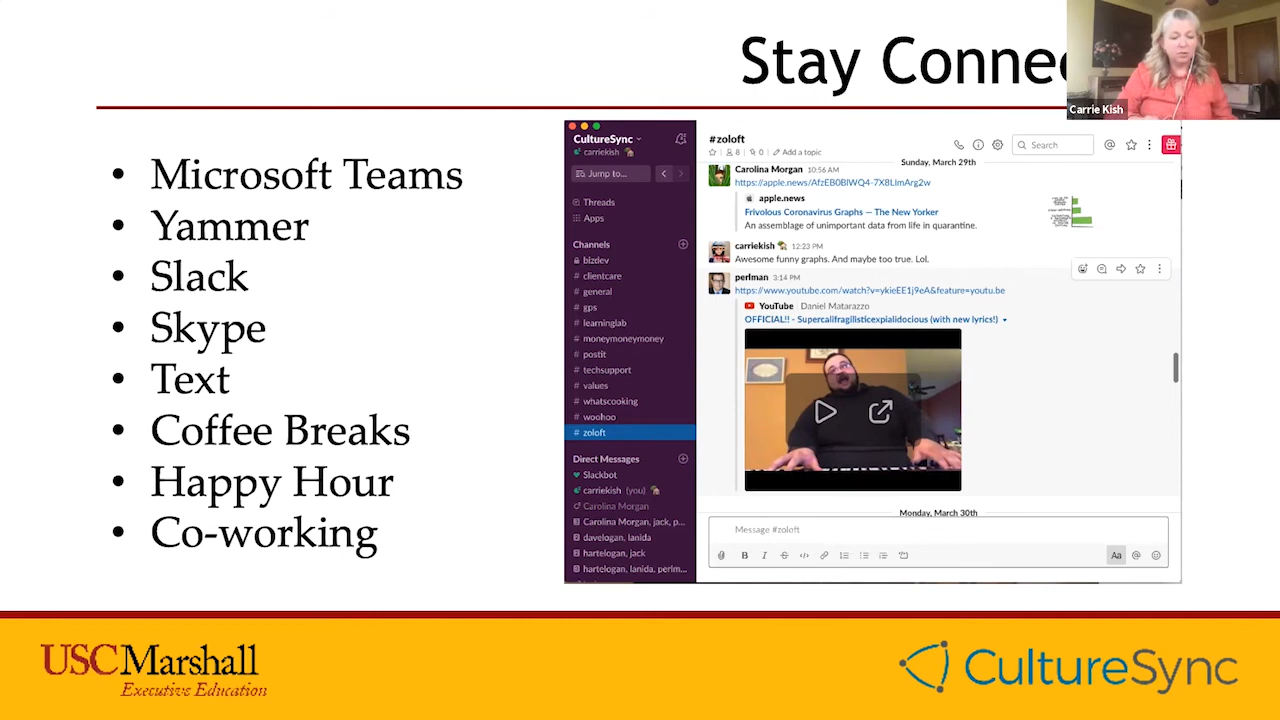 Stay Connec
Carrie Kish
• Microsoft Teams
• Yammer
• Slack
• Skype
• Text
• Coffee Breaks
• Happy Hour
• Co-working
CultureSync
carriekish
Jump to...
Threads
Apps
Channels
bizdev
# clientcare
# general
# gps
# learninglab
# moneymoneymoney
# postit
# techsupport
# values
# whatscooking
# woohoo
# zoloft
Direct Messages
Slackbot
carriekish (you)
Carolina Morgan
Carolina Morgan, jack, p...
davelogan, lanida
hartelogan, jack
hartelogan, lanida, perlm...
#zoloft
8
0
Add a topic
Search
Sunday, March 29th
Carolina Morgan 10:56 AM
https://apple.news/AfzEB0BlWQ4-7X8LImArg2w
apple.news
Frivolous Coronavirus Graphs — The New Yorker
An assemblage of unimportant data from life in quarantine.
carriekish 12:23 PM
Awesome funny graphs. And maybe too true. Lol.
perlman 3:14 PM
https://www.youtube.com/watch?v=ykieEE1j9eA&feature=youtu.be
YouTube Daniel Matarazzo
OFFICIAL!! - Supercalifragilisticexpialidocious (with new lyrics!)
Monday, March 30th
Message #zoloft
B I S
Aa
USC Marshall
Executive Education
CultureSync